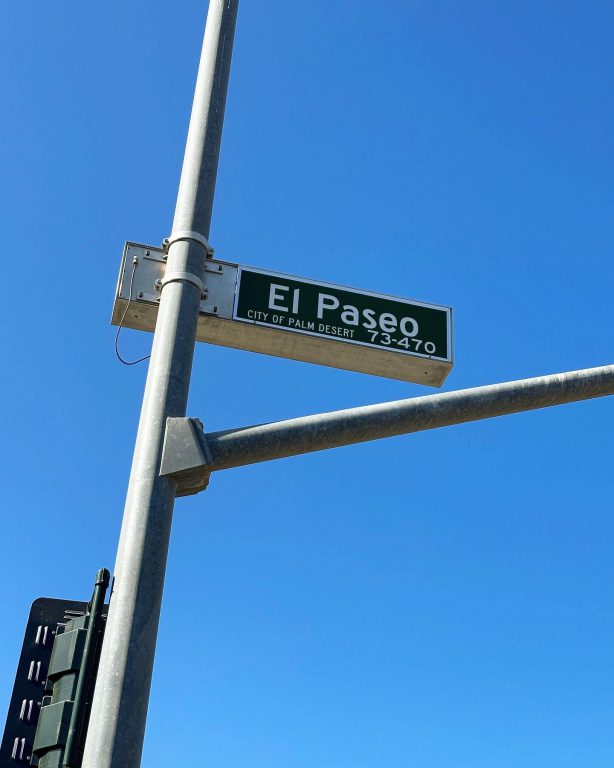 El Paseo
CITY OF PALM DESERT 73-470